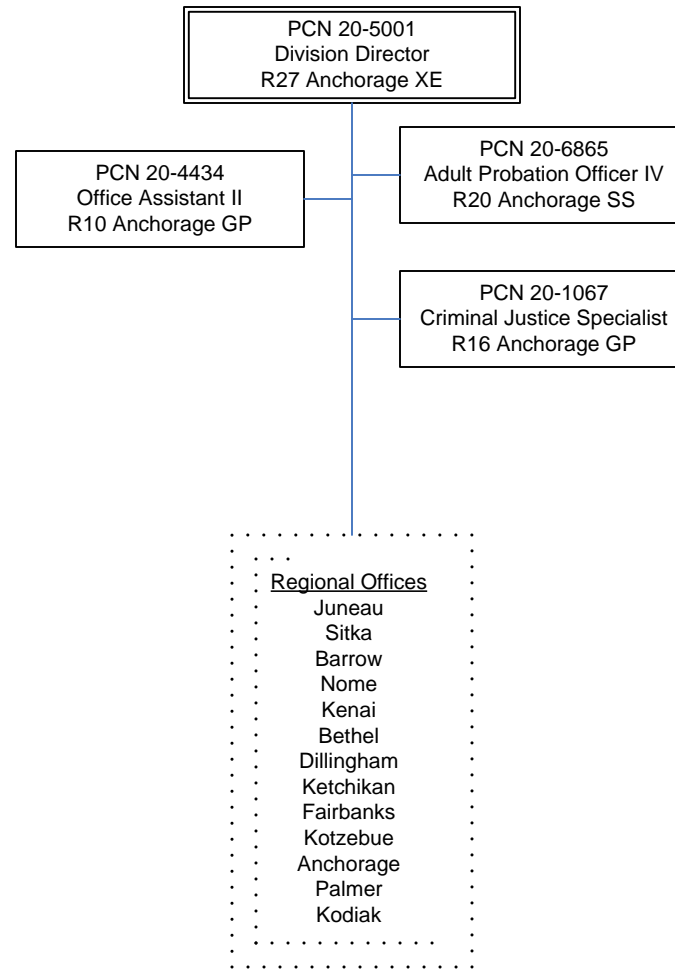 PCN 20-5001
Division Director
R27 Anchorage XE
PCN 20-4434
Office Assistant II
R10 Anchorage GP
PCN 20-6865
Adult Probation Officer IV
R20 Anchorage SS
PCN 20-1067
Criminal Justice Specialist
R16 Anchorage GP
Regional Offices
Juneau
Sitka
Barrow
Nome
Kenai
Bethel
Dillingham
Ketchikan
Fairbanks
Kotzebue
Anchorage
Palmer
Kodiak